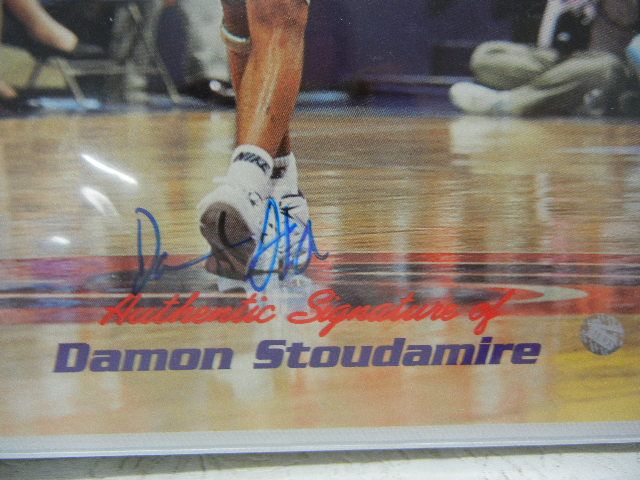 NIKE
Authentic Signature of
Damon Stoudamire